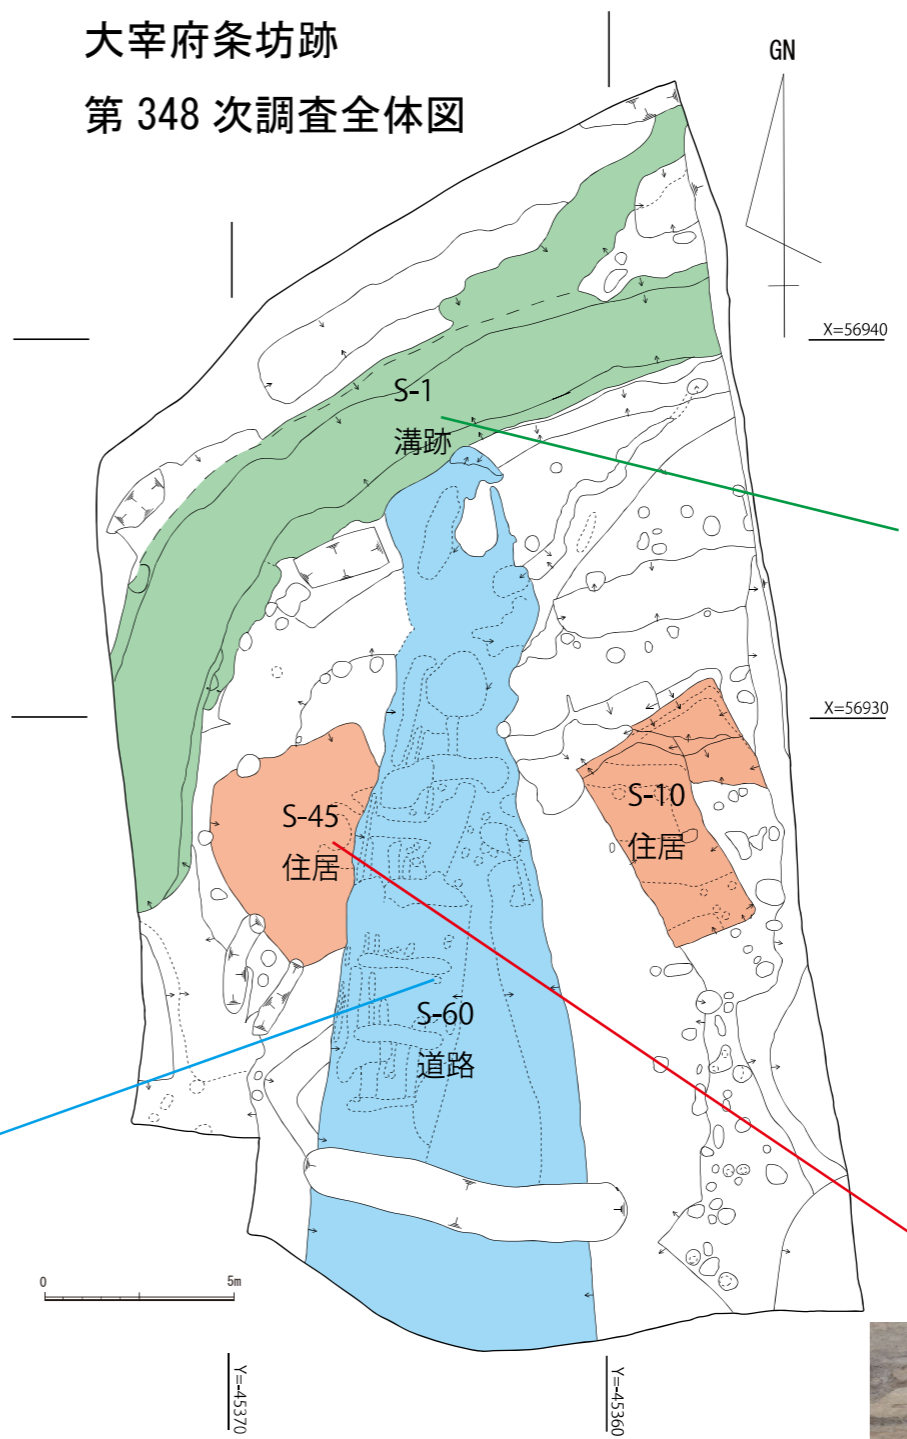 大宰府条坊跡
第 348 次調査全体図
GN
X=56940
S-1
溝跡
X=56930
S-45
住居
S-10
住居
S-60
道路
0
5m
Y=-45370
Y=-45360